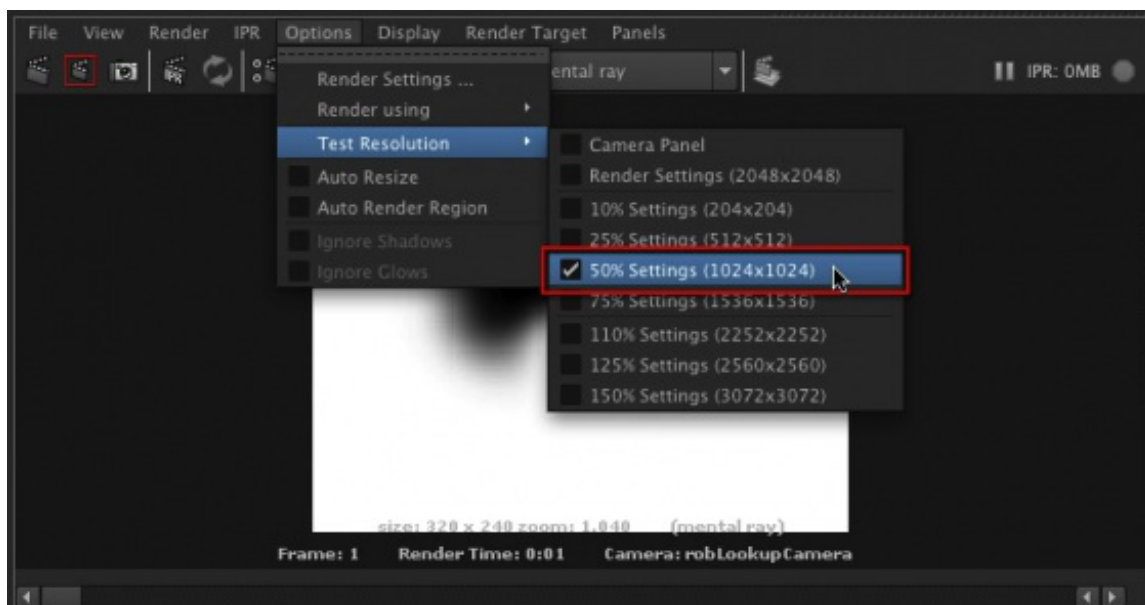 File View Render IPR Options Display Render Target Panels
IPR
ental ray
IPR: 0MB
Render Settings ...
Render using
Test Resolution
Auto Resize
Auto Render Region
Ignore Shadows
Ignore Glows
Camera Panel
Render Settings (2048x2048)
10% Settings (204x204)
25% Settings (512x512)
50% Settings (1024x1024)
75% Settings (1536x1536)
110% Settings (2252x2252)
125% Settings (2560x2560)
150% Settings (3072x3072)
size: 320 x 240 zoom: 1.040 (mental ray)
Frame: 1 Render Time: 0:01 Camera: robLookupCamera